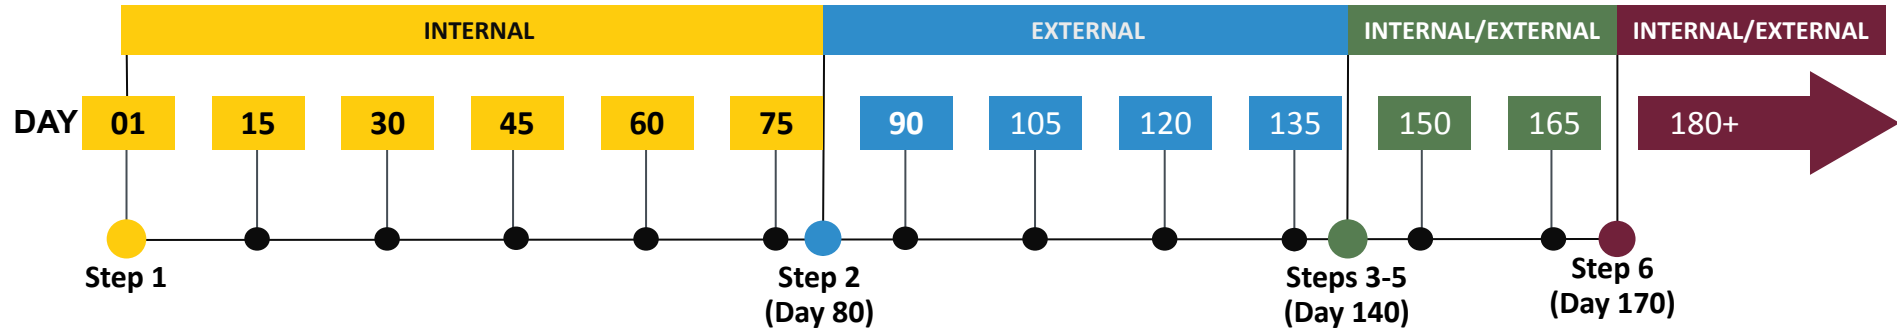 INTERNAL EXTERNAL INTERNAL/EXTERNAL INTERNAL/EXTERNAL
DAY 01 15 30 45 60 75 90 105 120 135 150 165 180+
Step 1
Step 2
(Day 80)
Steps 3-5
(Day 140)
Step 6
(Day 170)